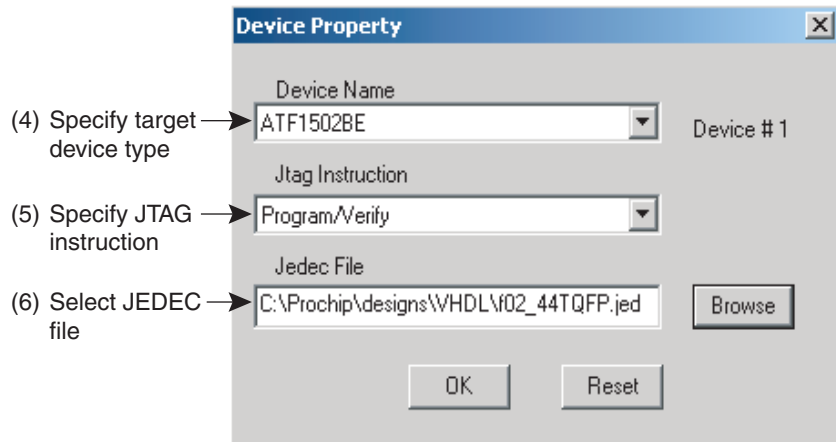 Device Property
Device Name
(4) Specify target
device type
ATF1502BE
Device # 1
Jtag Instruction
(5) Specify JTAG
instruction
Program/Verify
Jedec File
(6) Select JEDEC
file
C:\Prochip\designs\VHDL\f02_44TQFP.jed
Browse
OK
Reset